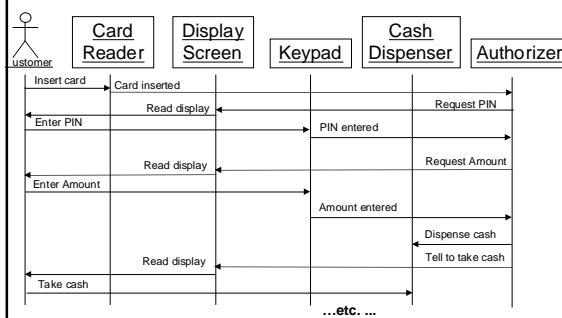 Card Reader
Display Screen
Keypad
Cash Dispenser
Authorizer
ustomer
Insert card
Card inserted
Request PIN
Read display
Enter PIN
PIN entered
Request Amount
Read display
Enter Amount
Amount entered
Dispense cash
Tell to take cash
Read display
Take cash
...etc. ...